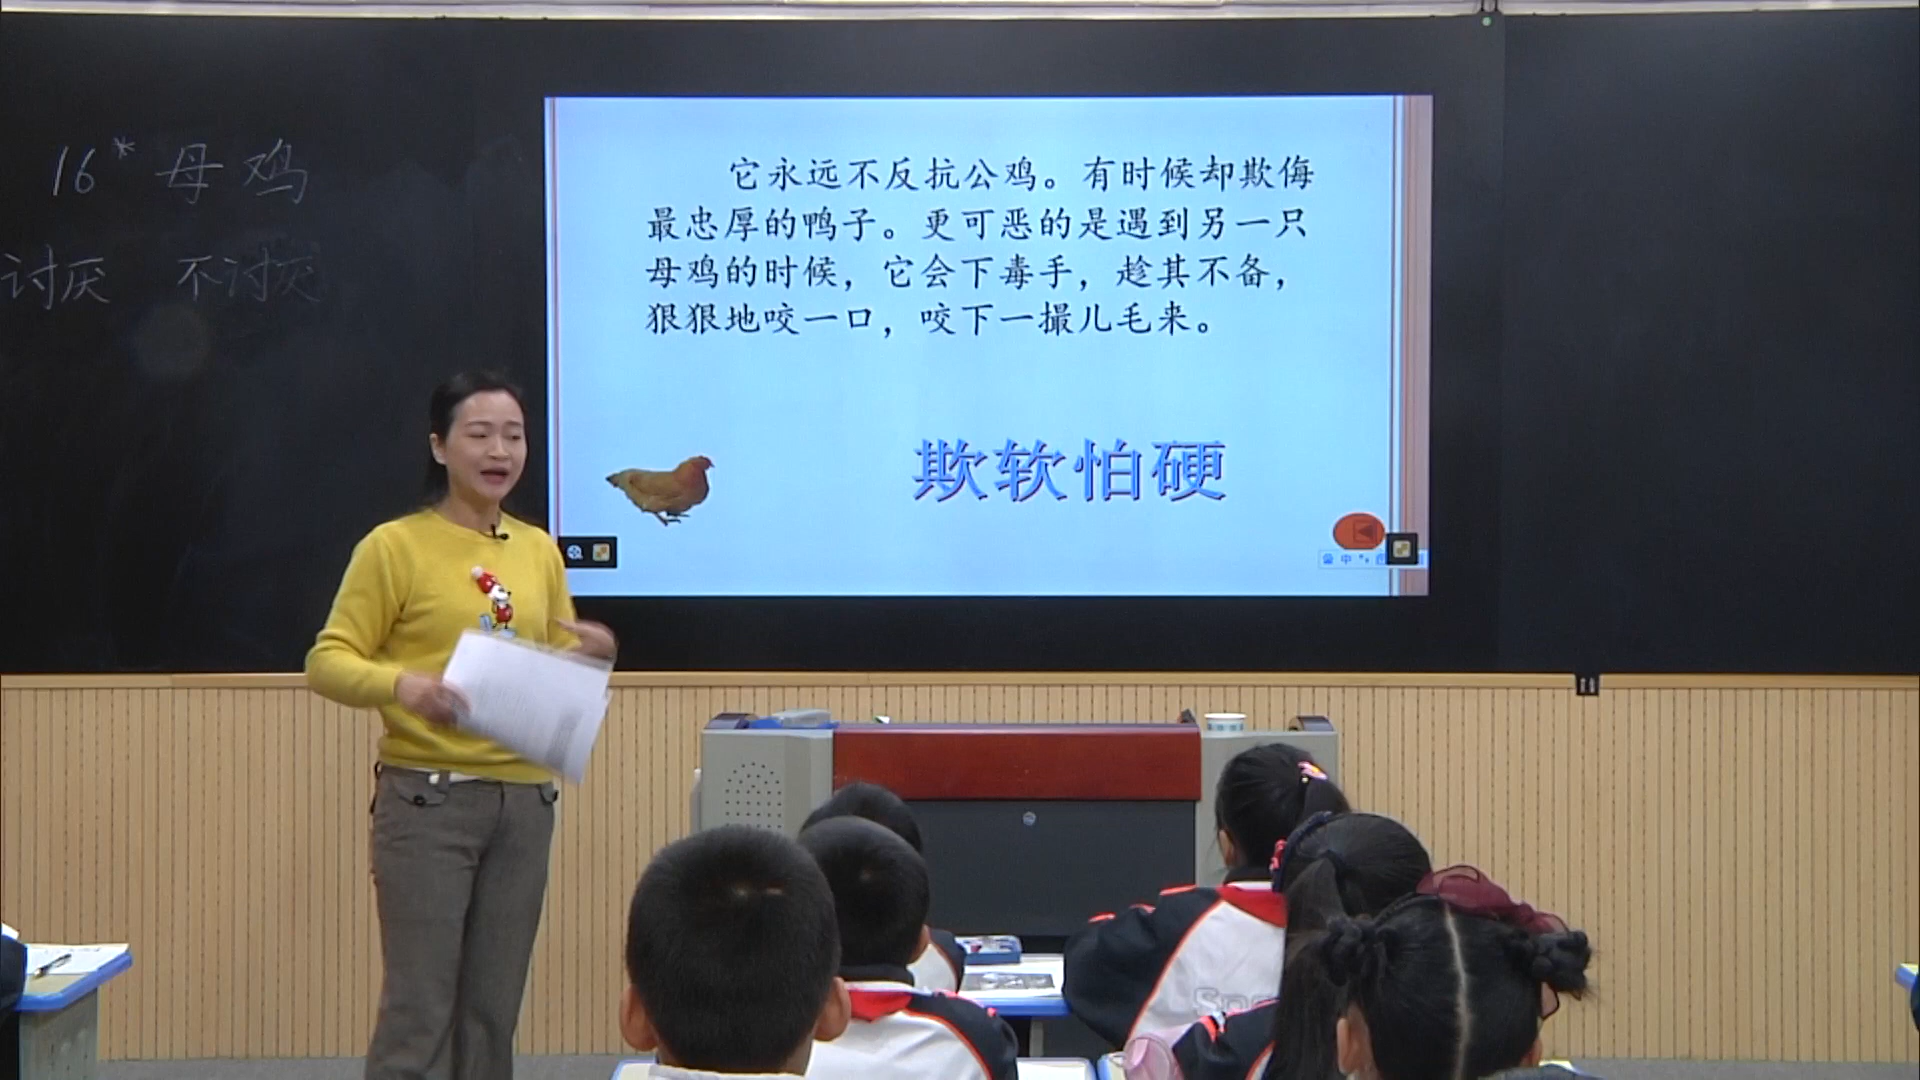 16* 母鸡
讨厌 不讨厌
它永远不反抗公鸡。有时候却欺侮
最忠厚的鸭子。更可恶的是遇到另一只
母鸡的时候，它会下毒手，趁其不备，
狠狠地咬一口，咬下一撮儿毛来。
欺软怕硬
中